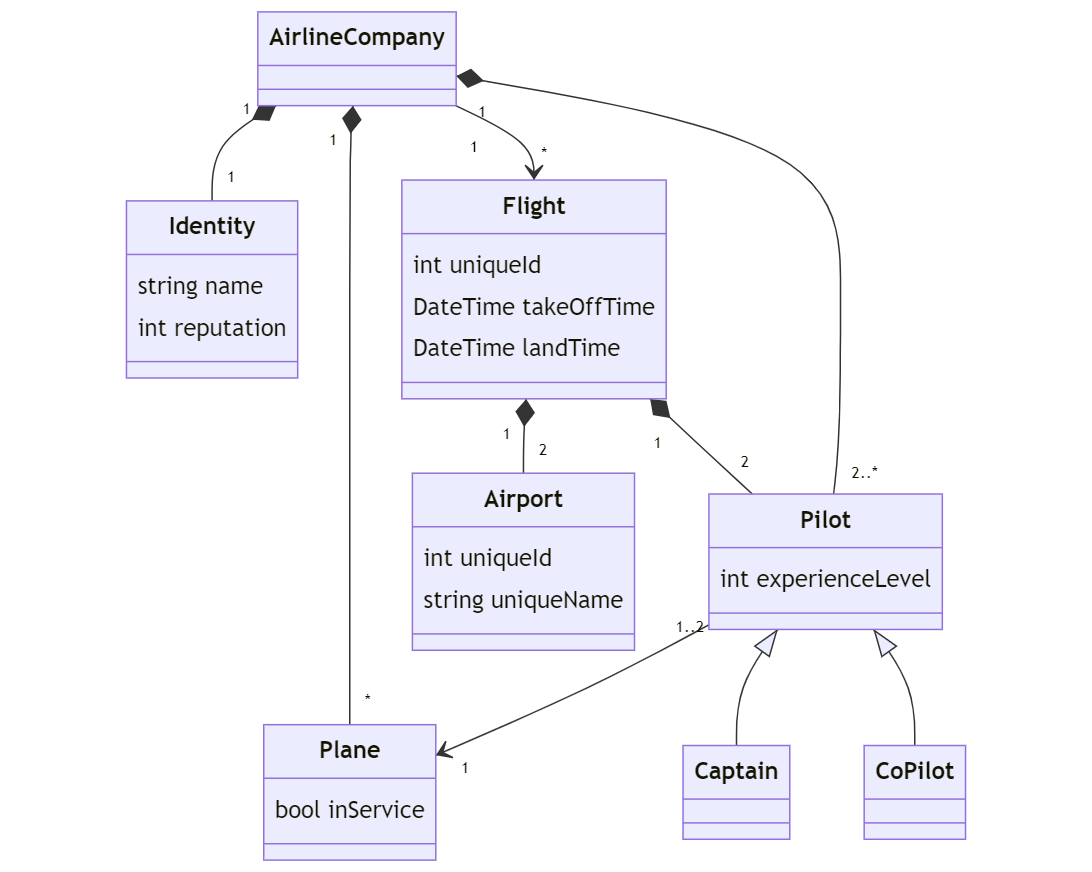 AirlineCompany
1
1
1
1
*
1
Identity
string name
int reputation
Flight
int uniqueId
DateTime takeOffTime
DateTime landTime
1
2
1
2
2..*
Airport
int uniqueId
string uniqueName
Pilot
int experienceLevel
1..2
*
1
Plane
bool inService
Captain
CoPilot